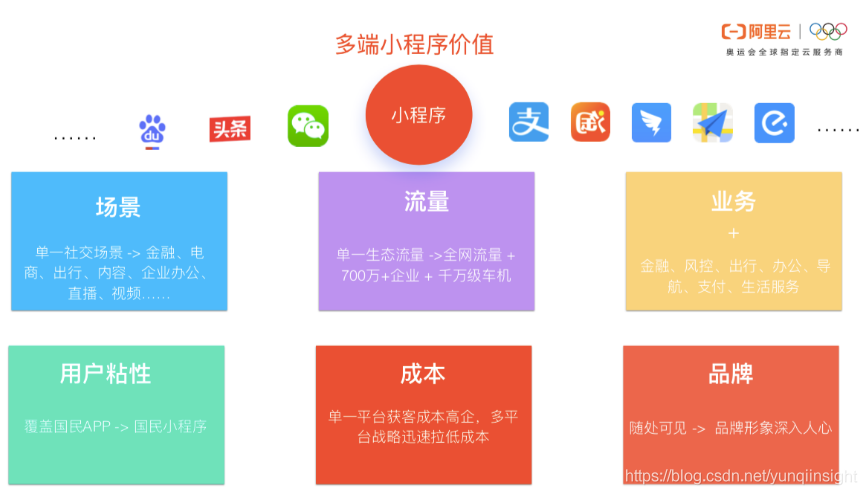 多端小程序价值
阿里云
奥运会全球指定云服务商
......
du
头条
小程序
支
......
场景
单一社交场景 -> 金融、电
商、出行、内容、企业办公、
直播、视频……
流量
单一生态流量 ->全网流量 +
700万+企业 + 千万级车机
业务
+
金融、风控、出行、办公、导
航、支付、生活服务
用户粘性
覆盖国民APP -> 国民小程序
成本
单一平台获客成本高企，多平
台战略迅速拉低成本
品牌
随处可见 -> 品牌形象深入人心
https://blog.csdn.net/yunqiinsight